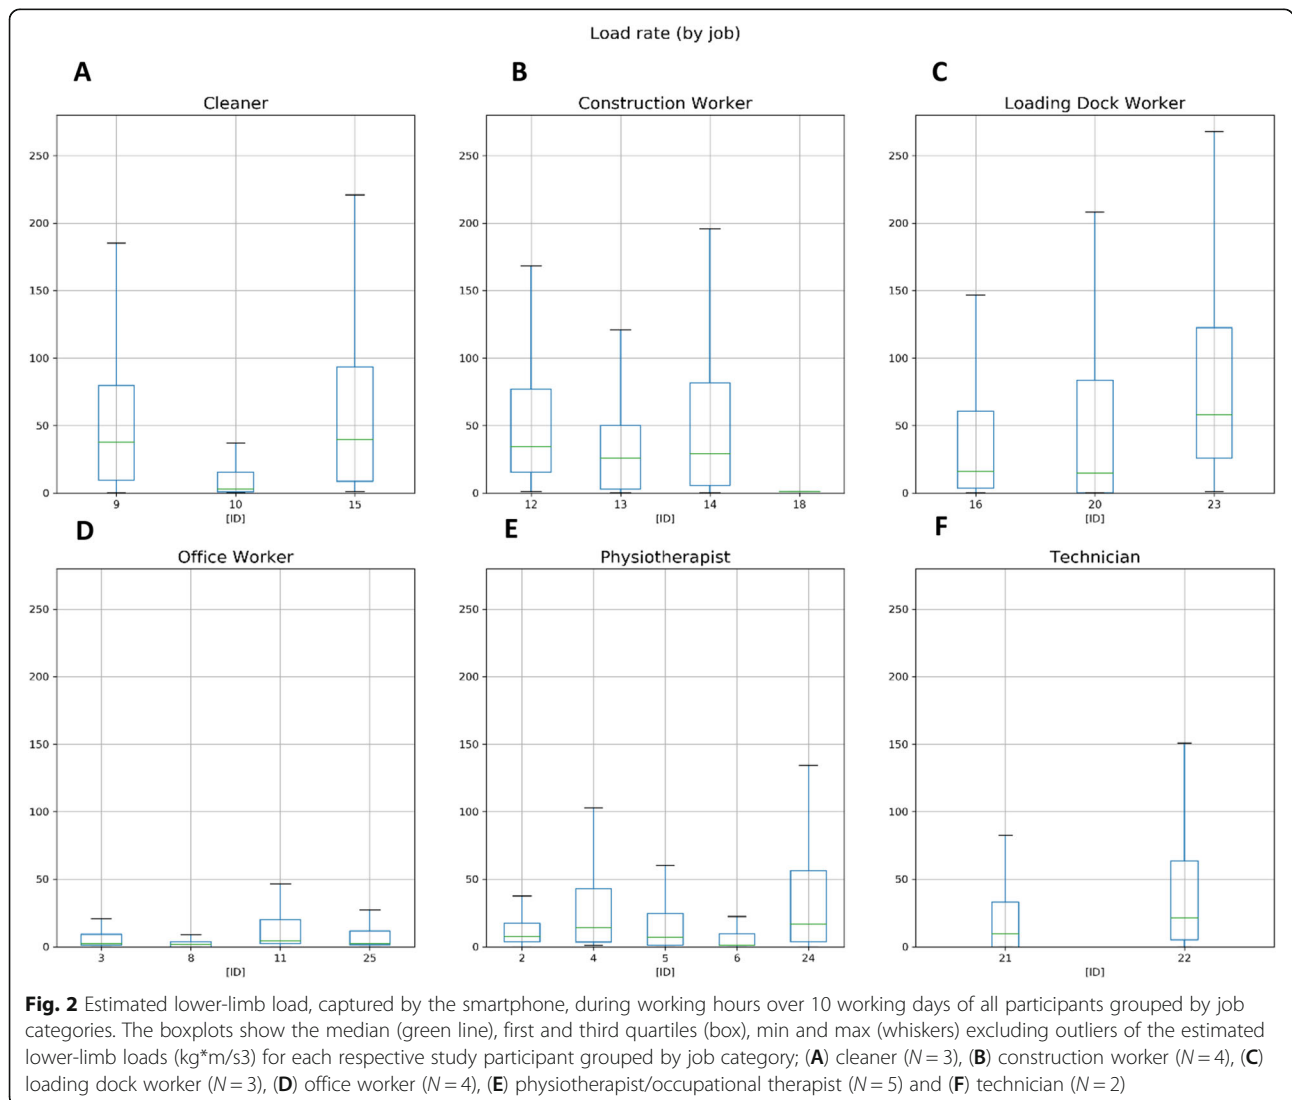 Load rate (by job)
A
Cleaner
250
200
150
100
50
0
9 10 15
[ID]
B
Construction Worker
250
200
150
100
50
0
12 13 14 18
[ID]
C
Loading Dock Worker
250
200
150
100
50
0
16 20 23
[ID]
D
Office Worker
250
200
150
100
50
0
3 8 11 25
[ID]
E
Physiotherapist
250
200
150
100
50
0
2 4 5 6 24
[ID]
F
Technician
250
200
150
100
50
0
21 22
[ID]
Fig. 2 Estimated lower-limb load, captured by the smartphone, during working hours over 10 working days of all participants grouped by job
categories. The boxplots show the median (green line), first and third quartiles (box), min and max (whiskers) excluding outliers of the estimated
lower-limb loads (kg*m/s3) for each respective study participant grouped by job category; (A) cleaner (N = 3), (B) construction worker (N = 4), (C)
loading dock worker (N = 3), (D) office worker (N = 4), (E) physiotherapist/occupational therapist (N = 5) and (F) technician (N = 2)